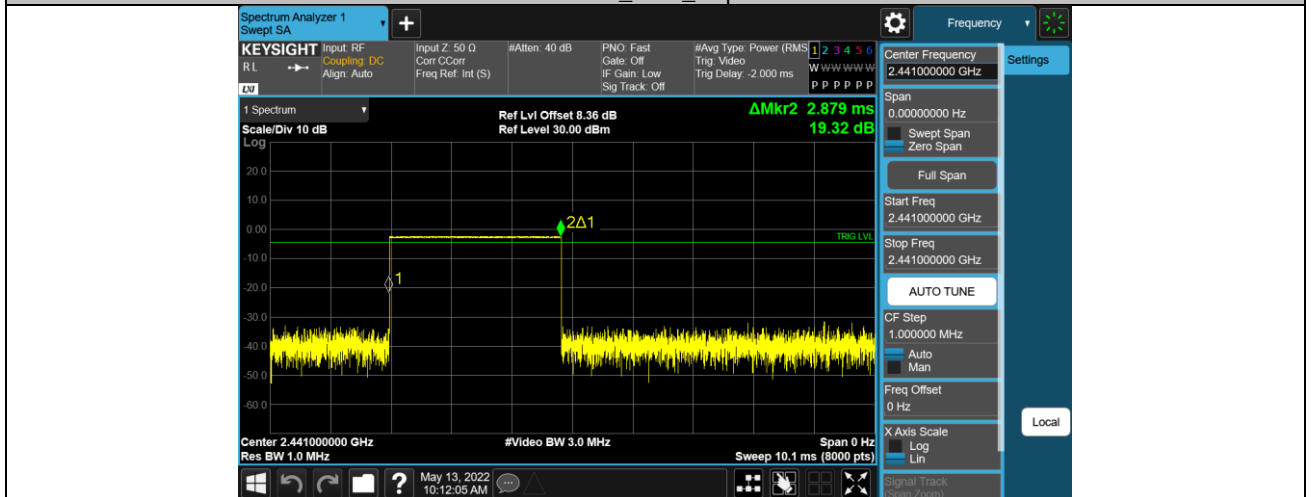 Spectrum Analyzer 1
Swept SA
Frequency
KEYSIGHT
RL
LXI
Input: RF
Coupling: DC
Align: Auto
Input Z: 50 Ω
Corr CCorr
Freq Ref: Int (S)
#Atten: 40 dB
PNO: Fast
Gate: Off
IF Gain: Low
Sig Track: Off
#Avg Type: Power (RMS
Trig: Video
Trig Delay: -2.000 ms
1 2 3 4 5 6
W W W W W W
P P P P P P
Center Frequency
2.441000000 GHz
Settings
1 Spectrum
Scale/Div 10 dB
Log
Ref Lvl Offset 8.36 dB
Ref Level 30.00 dBm
ΔMkr2 2.879 ms
19.32 dB
Span
0.00000000 Hz
Swept Span
Zero Span
Full Span
Start Freq
2.441000000 GHz
Stop Freq
2.441000000 GHz
AUTO TUNE
CF Step
1.000000 MHz
Auto
Man
Freq Offset
0 Hz
X Axis Scale
Log
Lin
Signal Track
(Span Zoom)
Local
20.0
10.0
0.00
-10.0
-20.0
-30.0
-40.0
-50.0
-60.0
2Δ1
TRIG LVL
1
Center 2.441000000 GHz
Res BW 1.0 MHz
#Video BW 3.0 MHz
Span 0 Hz
Sweep 10.1 ms (8000 pts)
?
May 13, 2022
10:12:05 AM